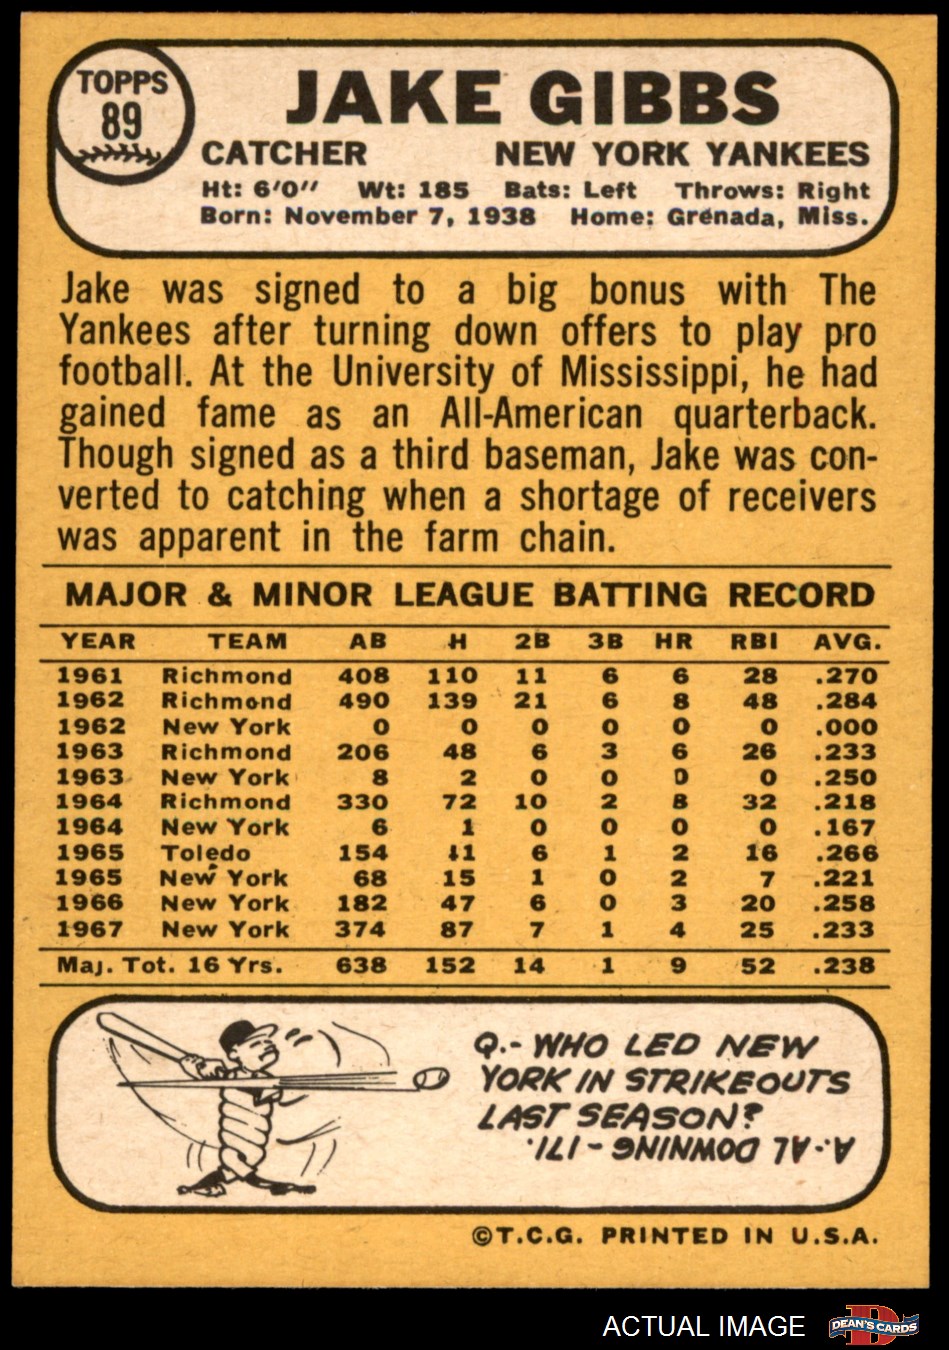 TOPPS
89
JAKE GIBBS
CATCHER NEW YORK YANKEES
Ht: 6'0" Wt: 185 Bats: Left Throws: Right
Born: November 7, 1938 Home: Grenada, Miss.
Jake was signed to a big bonus with The
Yankees after turning down offers to play pro
football. At the University of Mississippi, he had
gained fame as an All-American quarterback.
Though signed as a third baseman, Jake was con-
verted to catching when a shortage of receivers
was apparent in the farm chain.
MAJOR & MINOR LEAGUE BATTING RECORD
YEAR TEAM AB H 2B 3B HR RBI AVG.
1961 Richmond 408 110 11 6 6 28 .270
1962 Richmond 490 139 21 6 8 48 .284
1962 New York 0 0 0 0 0 0 .000
1963 Richmond 206 48 6 3 6 26 .233
1963 New York 8 2 0 0 0 0 .250
1964 Richmond 330 72 10 2 8 32 .218
1964 New York 6 1 0 0 0 0 .167
1965 Toledo 154 41 6 1 2 16 .266
1965 New York 68 15 1 0 2 7 .221
1966 New York 182 47 6 0 3 20 .258
1967 New York 374 87 7 1 4 25 .233
Maj. Tot. 16 Yrs. 638 152 14 1 9 52 .238
Q.- WHO LED NEW
YORK IN STRIKEOUTS
LAST SEASON?
A.- AL DOWNING - 171.
©T.C.G. PRINTED IN U.S.A.
ACTUAL IMAGE
D
DEAN'S CARDS